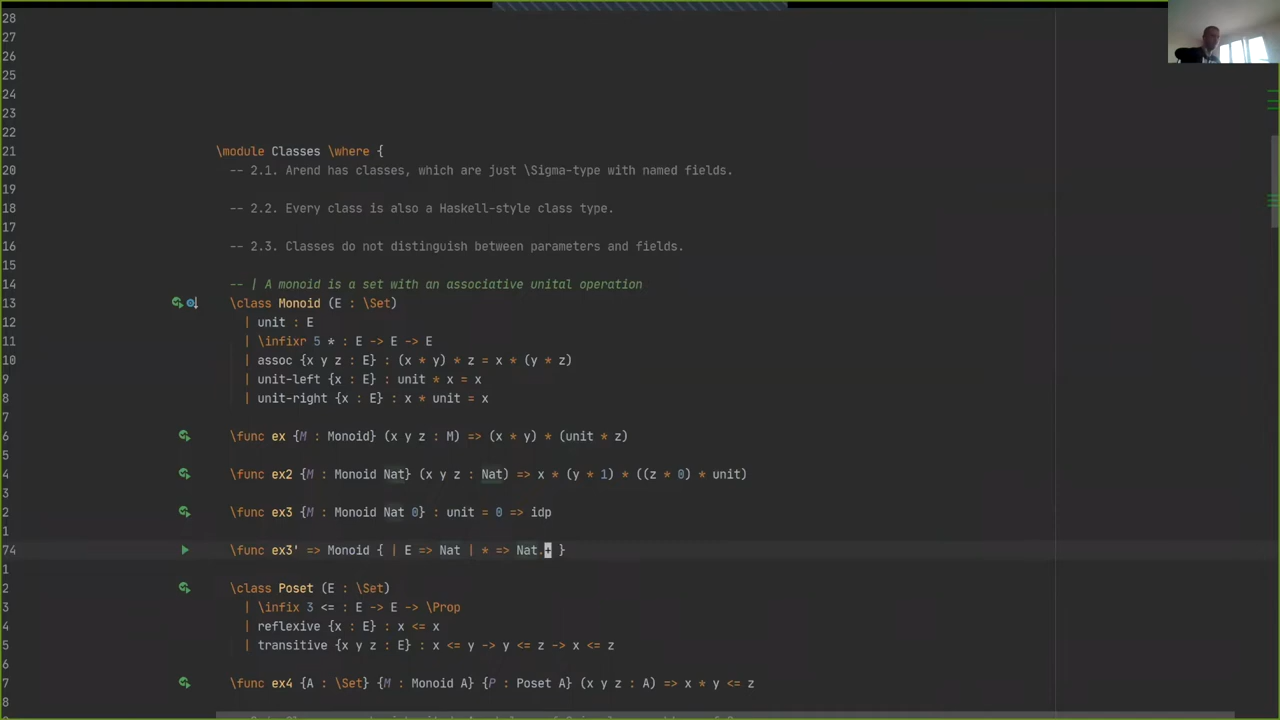 28
27
26
25
24
23
22
21 \module Classes \where {
20 -- 2.1. Arend has classes, which are just \Sigma-type with named fields.
19
18 -- 2.2. Every class is also a Haskell-style class type.
17
16 -- 2.3. Classes do not distinguish between parameters and fields.
15
14 -- | A monoid is a set with an associative unital operation
13 \class Monoid (E : \Set)
12 | unit : E
11 | \infixr 5 * : E -> E -> E
10 | assoc {x y z : E} : (x * y) * z = x * (y * z)
9 | unit-left {x : E} : unit * x = x
8 | unit-right {x : E} : x * unit = x
7
6 \func ex {M : Monoid} (x y z : M) => (x * y) * (unit * z)
5
4 \func ex2 {M : Monoid Nat} (x y z : Nat) => x * (y * 1) * ((z * 0) * unit)
3
2 \func ex3 {M : Monoid Nat 0} : unit = 0 => idp
1
74 \func ex3' => Monoid { | E => Nat | * => Nat.+ }
1
2 \class Poset (E : \Set)
3 | \infix 3 <= : E -> E -> \Prop
4 | reflexive {x : E} : x <= x
5 | transitive {x y z : E} : x <= y -> y <= z -> x <= z
6
7 \func ex4 {A : \Set} {M : Monoid A} {P : Poset A} (x y z : A) => x * y <= z
8